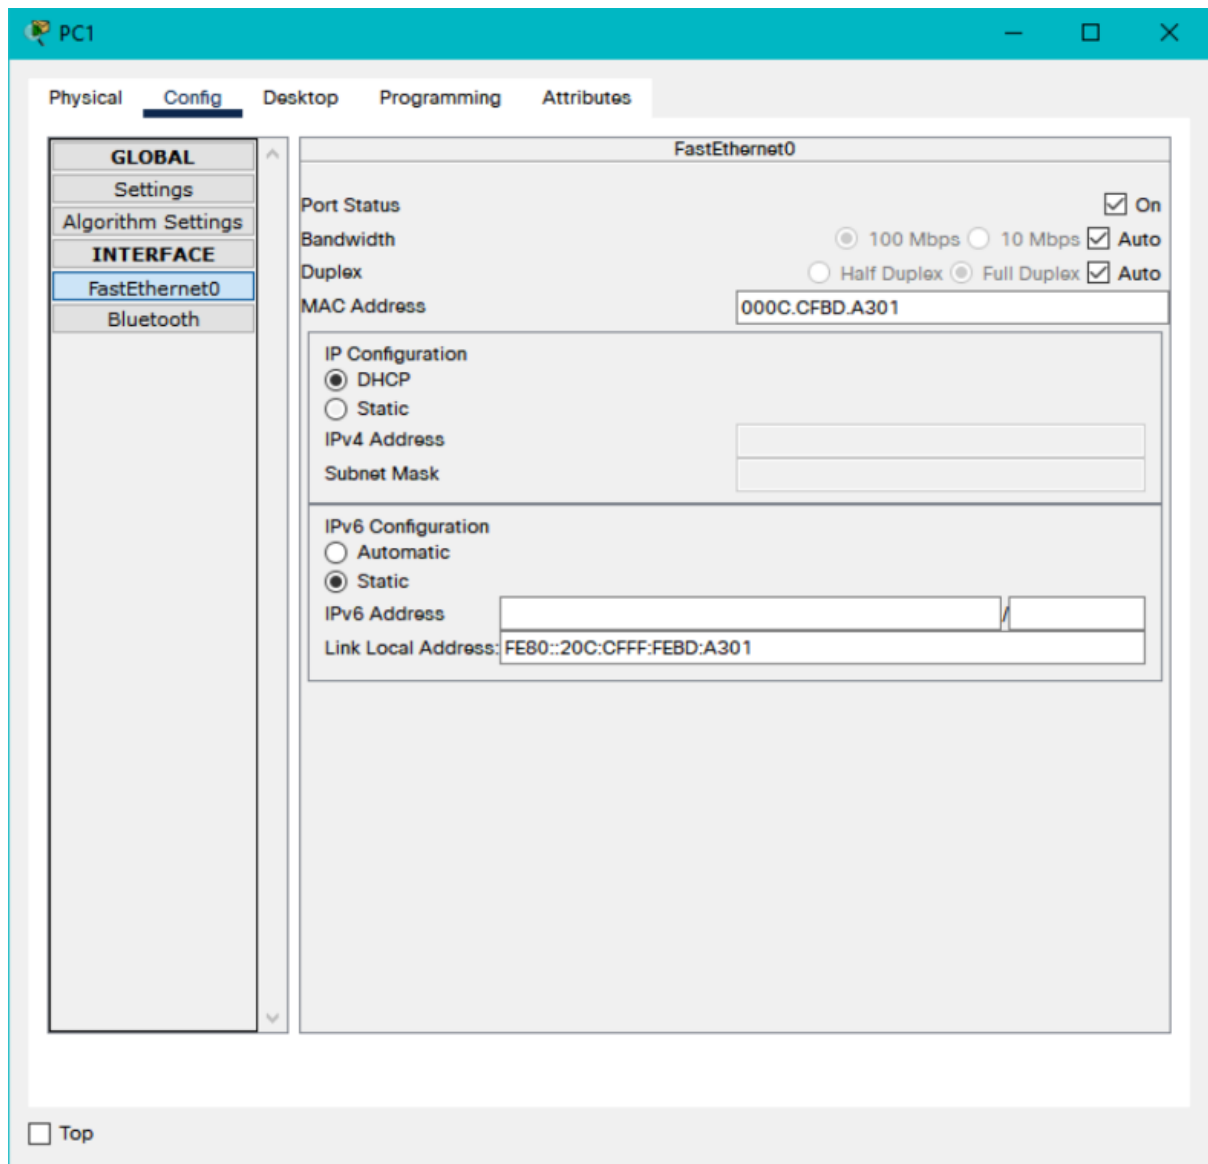 PC1
Physical Config Desktop Programming Attributes
GLOBAL
Settings
Algorithm Settings
INTERFACE
FastEthernet0
Bluetooth
FastEthernet0
Port Status On
Bandwidth 100 Mbps 10 Mbps Auto
Duplex Half Duplex Full Duplex Auto
MAC Address 000C.CFBD.A301
IP Configuration
DHCP
Static
IPv4 Address
Subnet Mask
IPv6 Configuration
Automatic
Static
IPv6 Address /
Link Local Address: FE80::20C:CFFF:FEBD:A301
Top